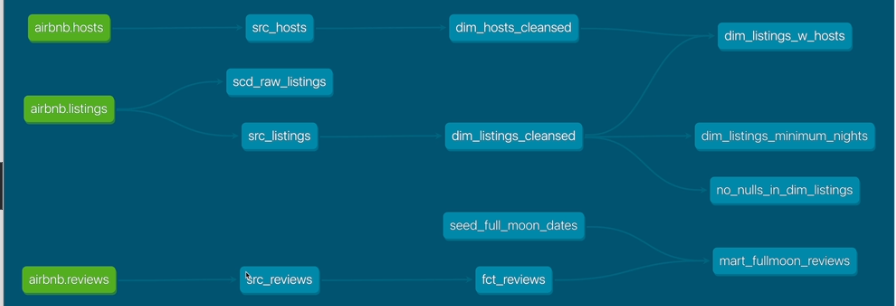 airbnb.hosts
src_hosts
dim_hosts_cleansed
dim_listings_w_hosts
scd_raw_listings
airbnb.listings
src_listings
dim_listings_cleansed
dim_listings_minimum_nights
no_nulls_in_dim_listings
seed_full_moon_dates
mart_fullmoon_reviews
airbnb.reviews
src_reviews
fct_reviews